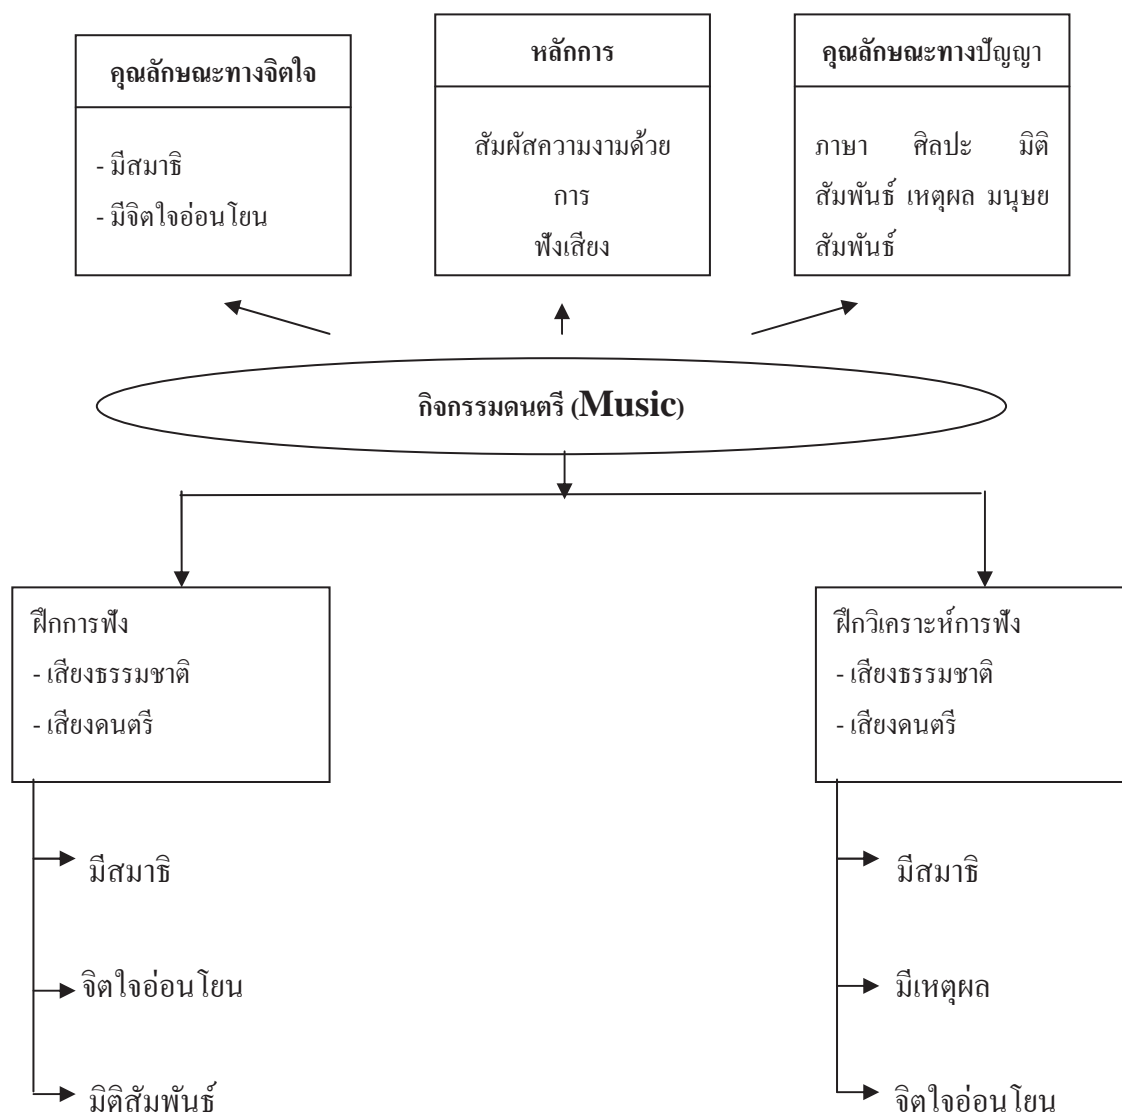 คุณลักษณะทางจิตใจ
- มีสมาธิ
- มีจิตใจอ่อนโยน
หลักการ
สัมผัสความงามด้วย
การ
ฟังเสียง
คุณลักษณะทางปัญญา
ภาษา ศิลปะ มิติ
สัมพันธ์ เหตุผล มนุษย
สัมพันธ์
กิจกรรมดนตรี (Music)
ฝึกการฟัง
- เสียงธรรมชาติ
- เสียงดนตรี
มีสมาธิ
จิตใจอ่อนโยน
มิติสัมพันธ์
ฝึกวิเคราะห์การฟัง
- เสียงธรรมชาติ
- เสียงดนตรี
มีสมาธิ
มีเหตุผล
จิตใจอ่อนโยน